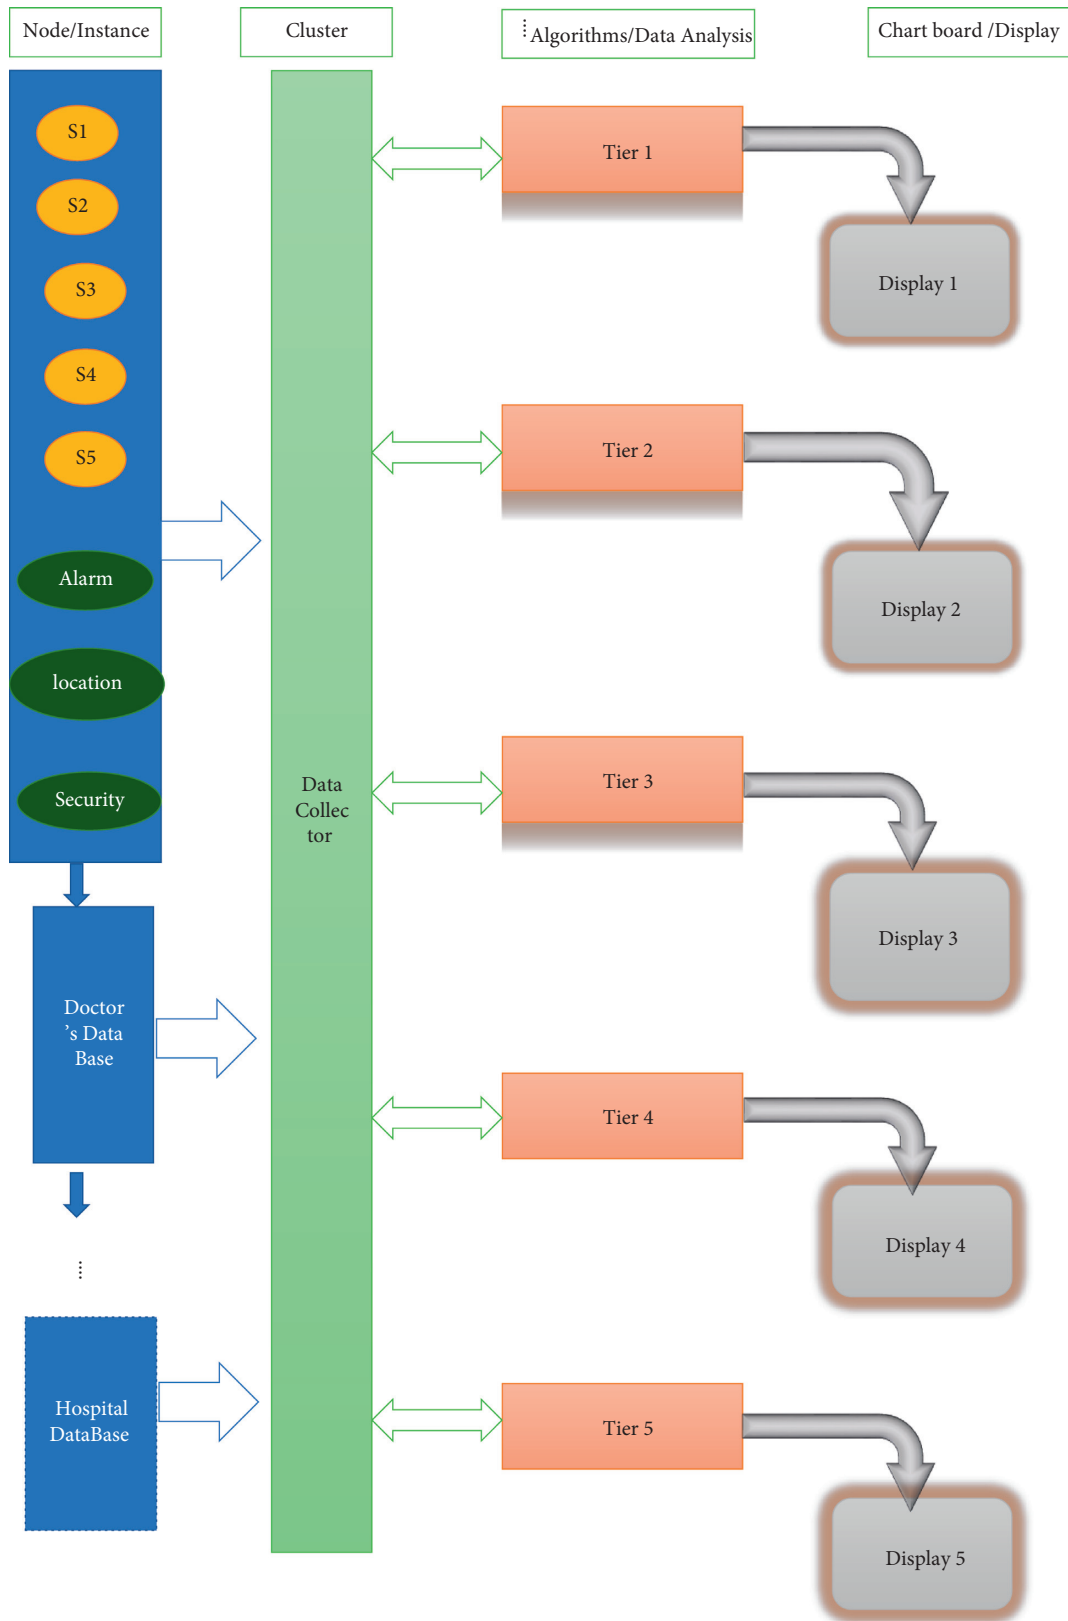 Node/Instance
Cluster
⁞ Algorithms/Data Analysis
Chart board /Display
S1
S2
S3
S4
S5
Alarm
location
Security
Doctor
's Data
Base
⁞
Hospital
DataBase
Data
Collec
tor
Tier 1
Tier 2
Tier 3
Tier 4
Tier 5
Display 1
Display 2
Display 3
Display 4
Display 5